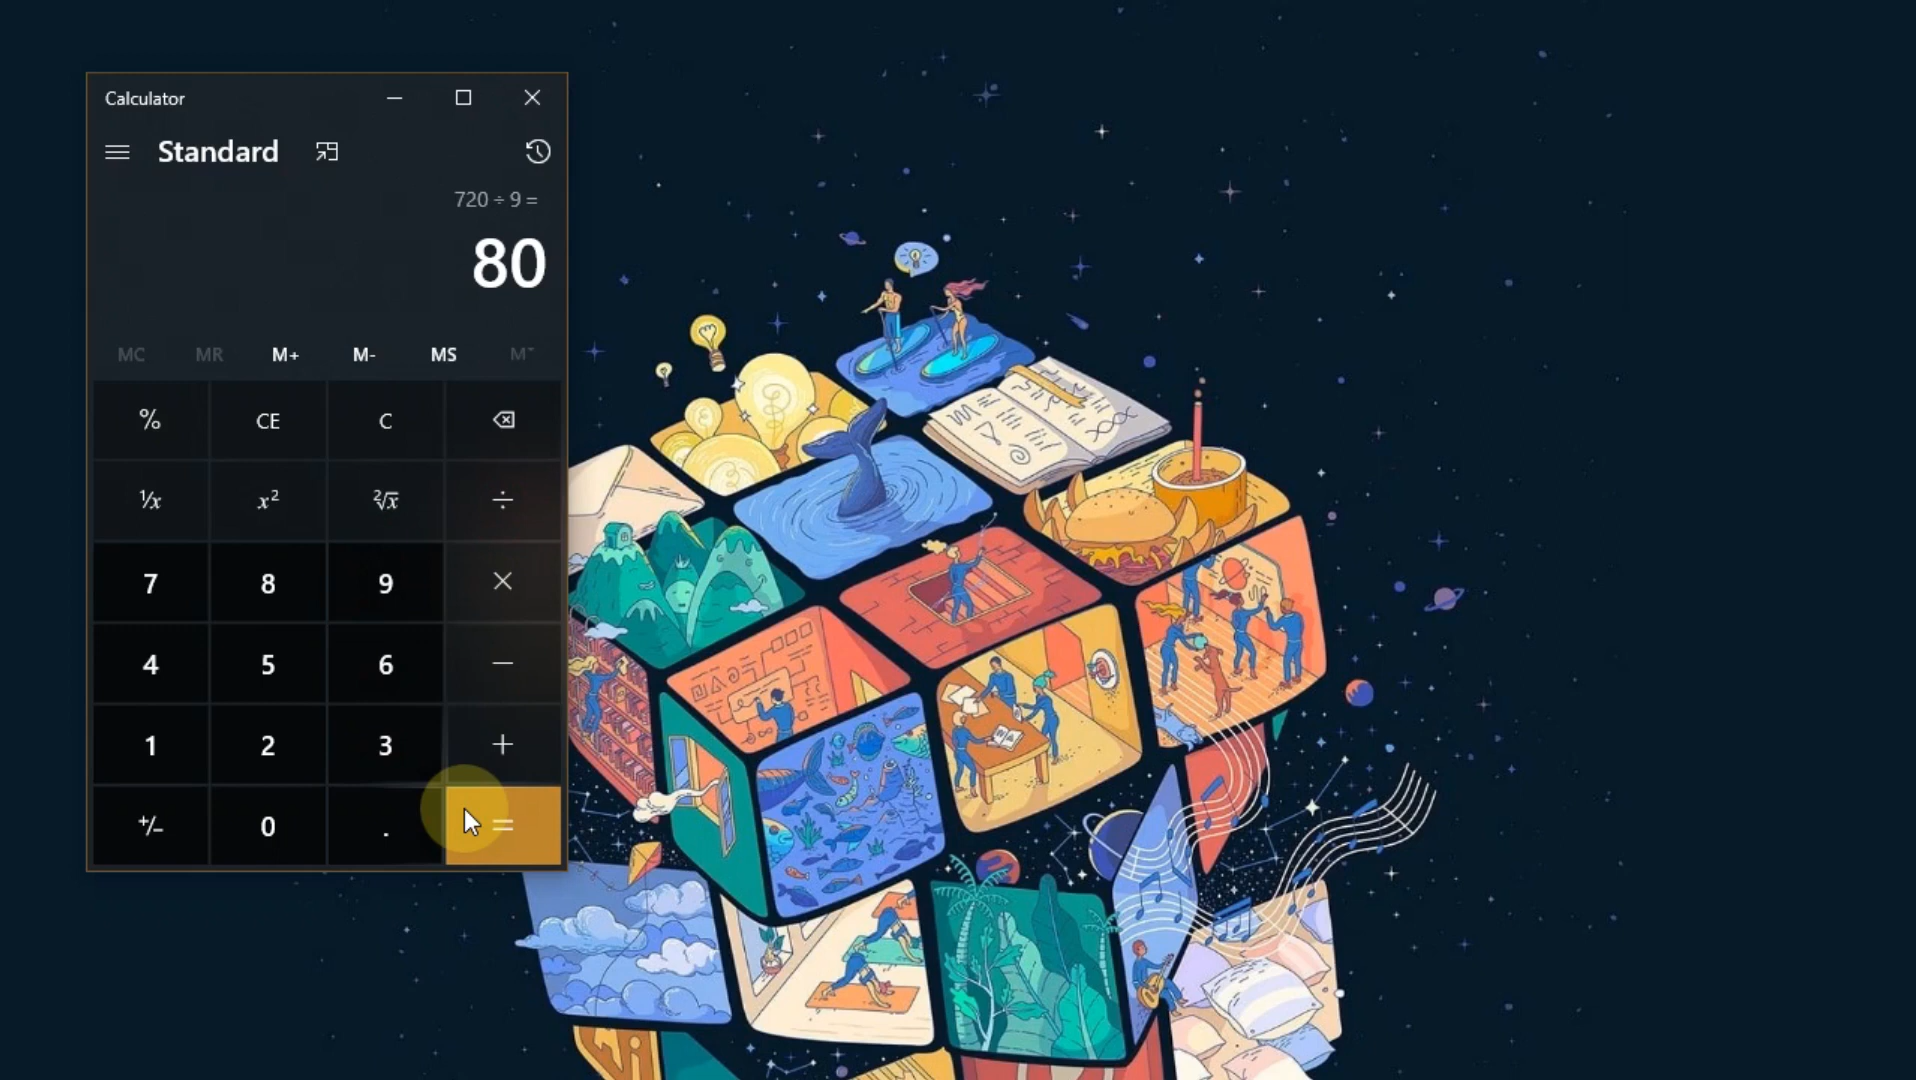 Calculator
Standard
720 ÷ 9 =
80
MC MR M+ M- MS M˅
% CE C
¹/x x² ²√x ÷
7 8 9 ×
4 5 6 −
1 2 3 +
+/− 0 . =